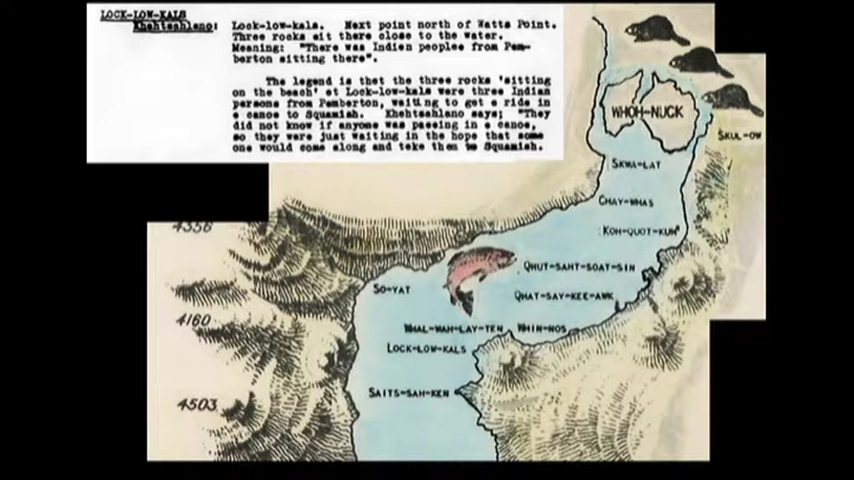 LOCK-LOW-KALS
Khahtsahlano: Lock-low-kals. Next point north of Watts Point.
Three rocks sit there close to the water.
Meaning: "There was Indian peoplee from Pem-
berton sitting there".
The legend is that the three rocks 'sitting
on the beach' at Lock-low-kals were three Indian
persons from Pemberton, waiting to get a ride in
a canoe to Squamish. Khahtsahlano says; "They
did not know if anyone was passing in a canoe,
so they were just waiting in the hope that some
one would come along and take them to Squamish.
WHOH-NUCK
SKUL-OW
SKWA-LAT
CHAY-WHAS
KOH-QUOT-KUM
4336
QHUT-SAHT-SOAT-SIN
SO-YAT
QHAT-SAY-KEE-AWK
4160
WHAL-WAH-LAY-TEN
WHIN-NOS
LOCK-LOW-KALS
SAITS-SAH-KEN
4503